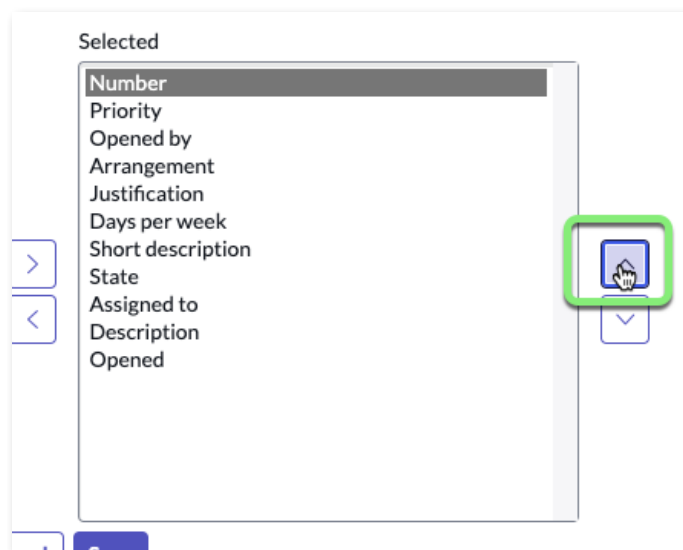 Selected
Number
Priority
Opened by
Arrangement
Justification
Days per week
Short description
State
Assigned to
Description
Opened